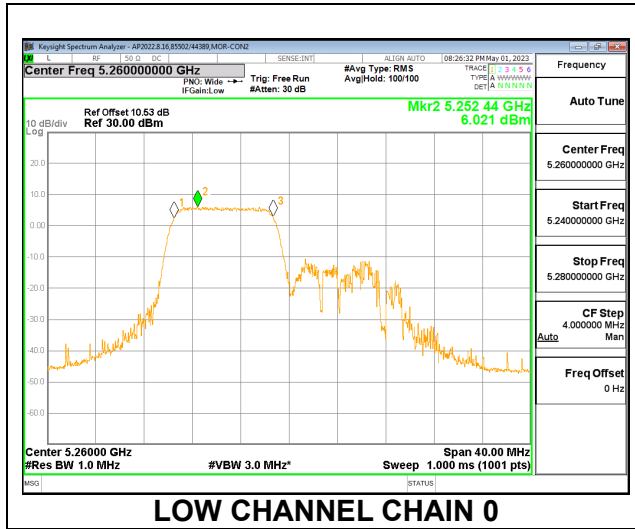 Keysight Spectrum Analyzer - AP2022.8.16,85502/44389,MOR-CON2
L RF 50 Ω DC SENSE:INT ALIGN AUTO 08:26:32 PM May 01, 2023
Center Freq 5.260000000 GHz #Avg Type: RMS TRACE 1 2 3 4 5 6
PNO: Wide Trig: Free Run Avg|Hold: 100/100 TYPE A WWWWW
IFGain:Low #Atten: 30 dB DET A N N N N N
Mkr2 5.252 44 GHz
6.021 dBm
Ref Offset 10.53 dB
10 dB/div Ref 30.00 dBm
Log
20.0
10.0
0.00
-10.0
-20.0
-30.0
-40.0
-50.0
-60.0
1
2
3
Center 5.26000 GHz Span 40.00 MHz
#Res BW 1.0 MHz #VBW 3.0 MHz* Sweep 1.000 ms (1001 pts)
MSG STATUS
Frequency
Auto Tune
Center Freq
5.260000000 GHz
Start Freq
5.240000000 GHz
Stop Freq
5.280000000 GHz
CF Step
4.000000 MHz
Auto Man
Freq Offset
0 Hz
LOW CHANNEL CHAIN 0